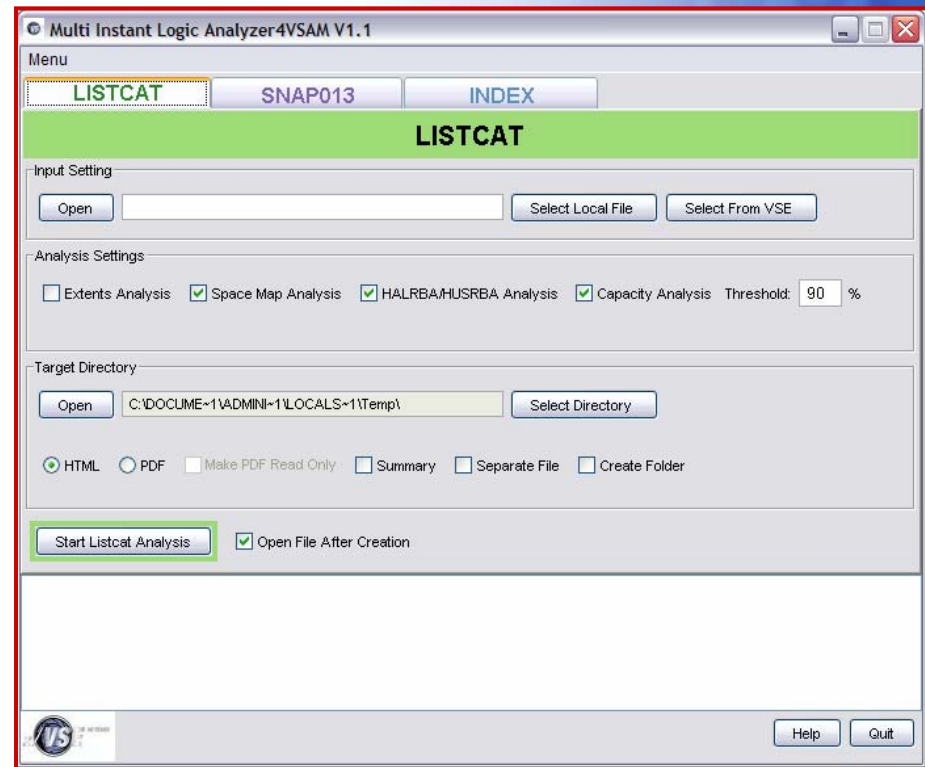 Multi Instant Logic Analyzer4VSAM V1.1
Menu
LISTCAT SNAP013 INDEX
LISTCAT
Input Setting
Open Select Local File Select From VSE
Analysis Settings
Extents Analysis Space Map Analysis HALRBA/HUSRBA Analysis Capacity Analysis Threshold: 90 %
Target Directory
Open C:\DOCUME~1\ADMINI~1\LOCALS~1\Temp\ Select Directory
HTML PDF Make PDF Read Only Summary Separate File Create Folder
Start Listcat Analysis Open File After Creation
VS
Help Quit